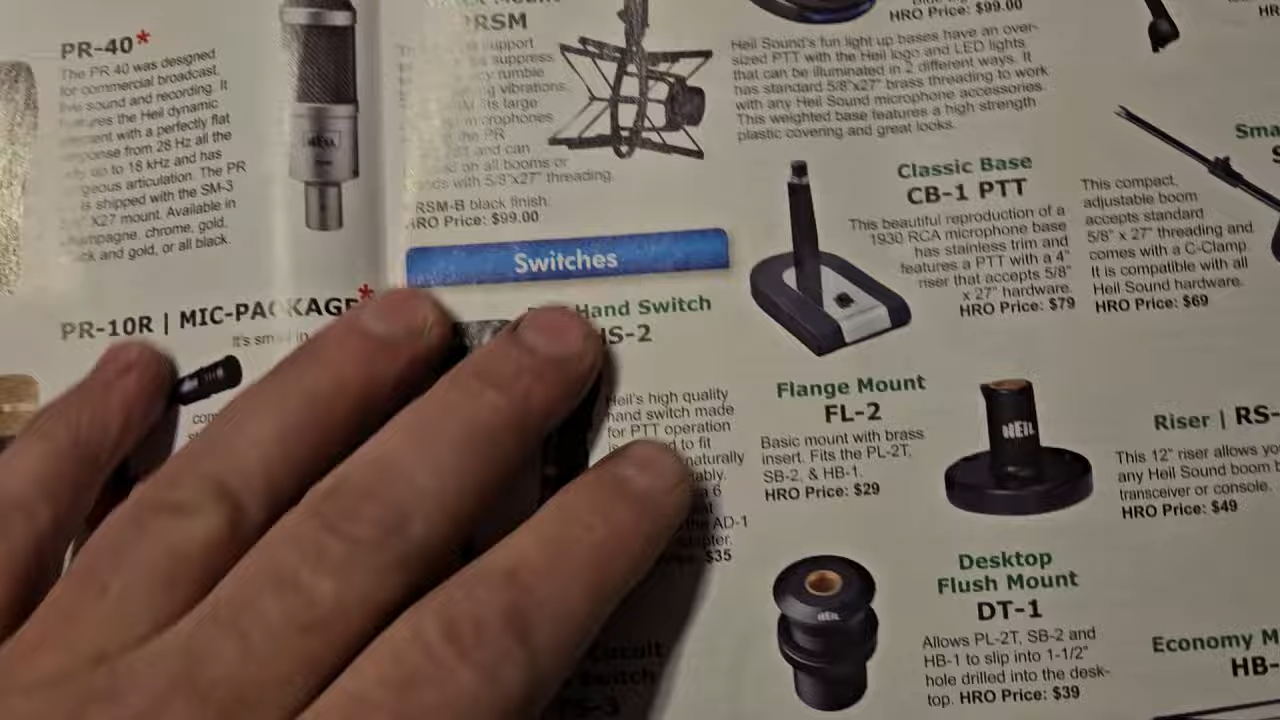 PR-40*
The PR 40 was designed
for commercial broadcast,
live sound and recording. It
the Heil dynamic
with a perfectly flat
from 28 Hz all the
up to 18 kHz and has
articulation. The PR
is shipped with the SM-3
X27 mount. Available in
chrome, gold,
and gold, or all black.
HEIL
PR-10R | MIC-PACKAGE*
It's
PRSM
support
suppress
rumble
vibrations.
its large
microphones
the PR
and can
on all booms or
with 5/8"x27" threading.
black finish
HRO Price: $99.00
Switches
Hand Switch
HS-2
Heil's high quality
hand switch made
for PTT operation
to fit
naturally
6
the AD-1
$35
Switch
HRO Price: $99.00
Heil Sound's fun light up bases have an over-
sized PTT with the Heil logo and LED lights
that can be illuminated in 2 different ways. It
has standard 5/8"x27" brass threading to work
with any Heil Sound microphone accessories.
This weighted base features a high strength
plastic covering and great looks.
Classic Base
CB-1 PTT
This beautiful reproduction of a
1930 RCA microphone base
has stainless trim and
features a PTT with a 4"
riser that accepts 5/8"
x 27" hardware.
HRO Price: $79
Flange Mount
FL-2
Basic mount with brass
insert. Fits the PL-2T,
SB-2, & HB-1.
HRO Price: $29
HEIL
Desktop
Flush Mount
DT-1
Allows PL-2T, SB-2 and
HB-1 to slip into 1-1/2"
hole drilled into the desk-
top. HRO Price: $39
HEIL
This compact,
adjustable boom
accepts standard
5/8" x 27" threading and
comes with a C-Clamp.
It is compatible with all
Heil Sound hardware.
HRO Price: $69
Riser | RS-
This 12" riser allows
any Heil Sound boom
transceiver or console.
HRO Price: $49
Economy
HB-